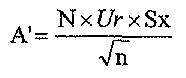 A' = N × Ur × Sx / √n